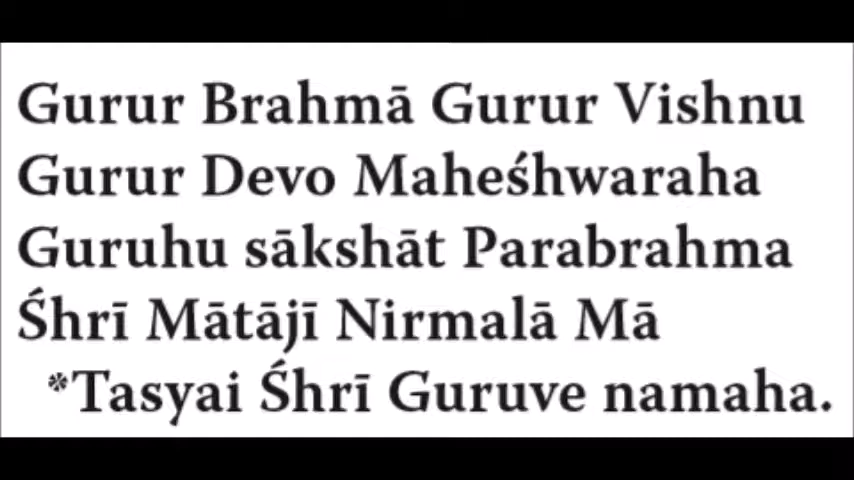 Gurur Brahmā Gurur Vishnu
Gurur Devo Maheśhwaraha
Guruhu sākshāt Parabrahma
Śhrī Mātājī Nirmalā Mā
*Tasyai Śhrī Guruve namaha.